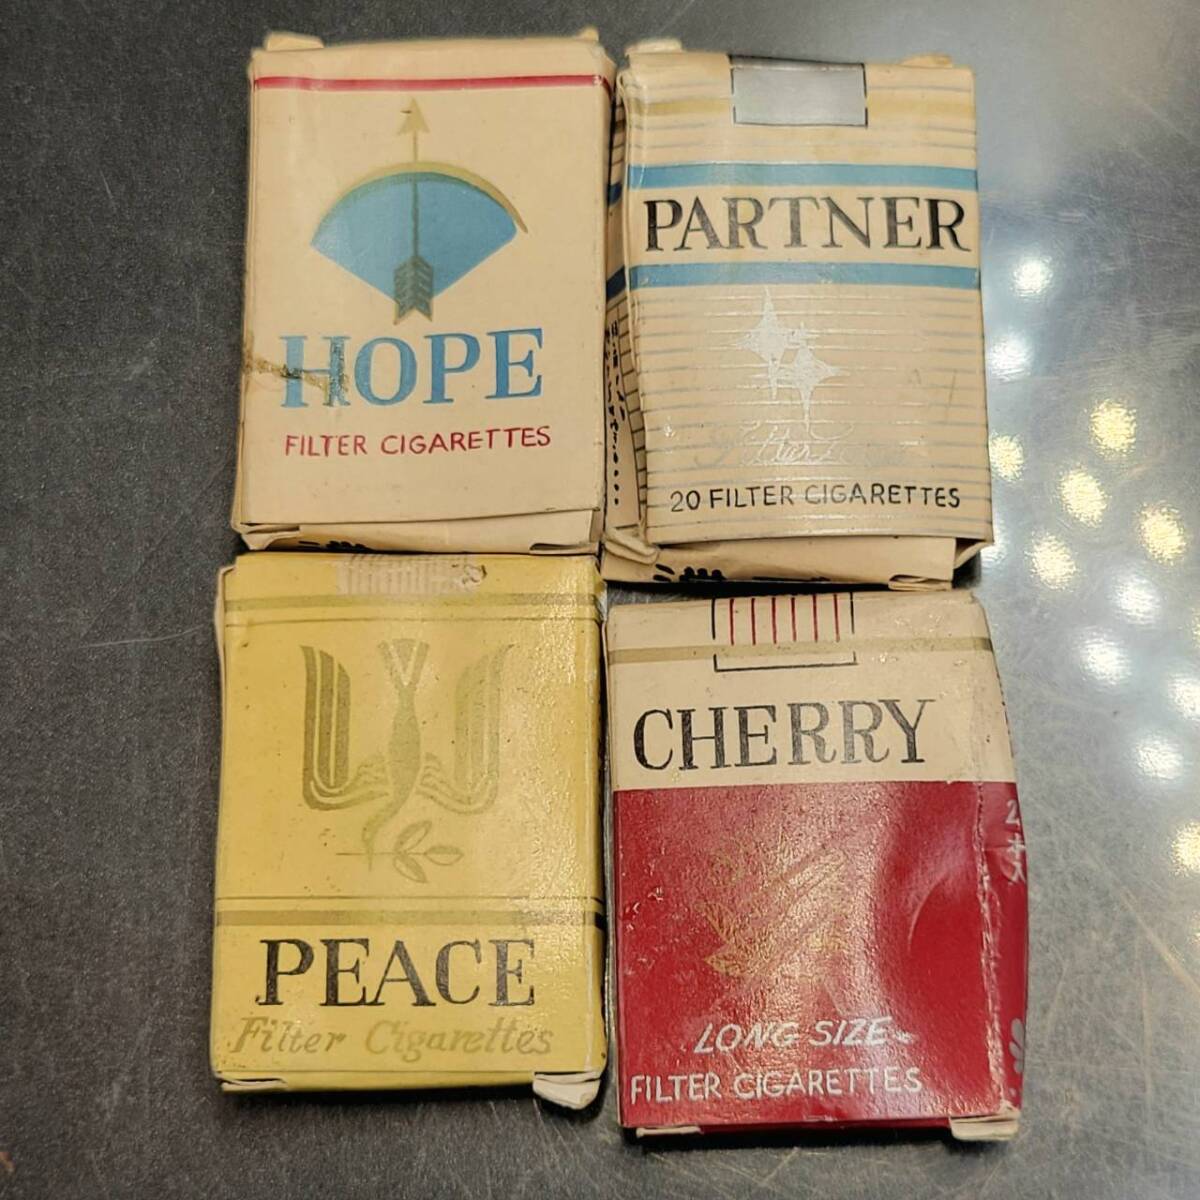 HOPE
FILTER CIGARETTES
PARTNER
20 FILTER CIGARETTES
PEACE
Filter Cigarettes
CHERRY
LONG SIZE
FILTER CIGARETTES